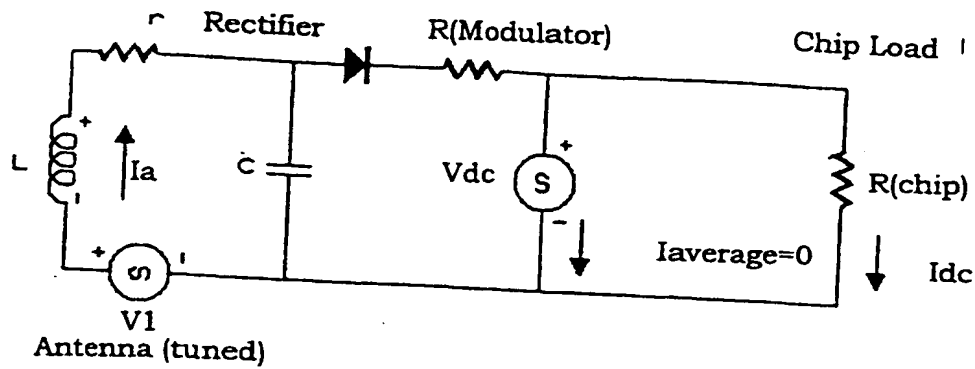 r
Rectifier
R(Modulator)
Chip Load
L
+
-
Ia
C
Vdc
+
S
-
R(chip)
Iaverage=0
Idc
+
S
-
V1
Antenna (tuned)